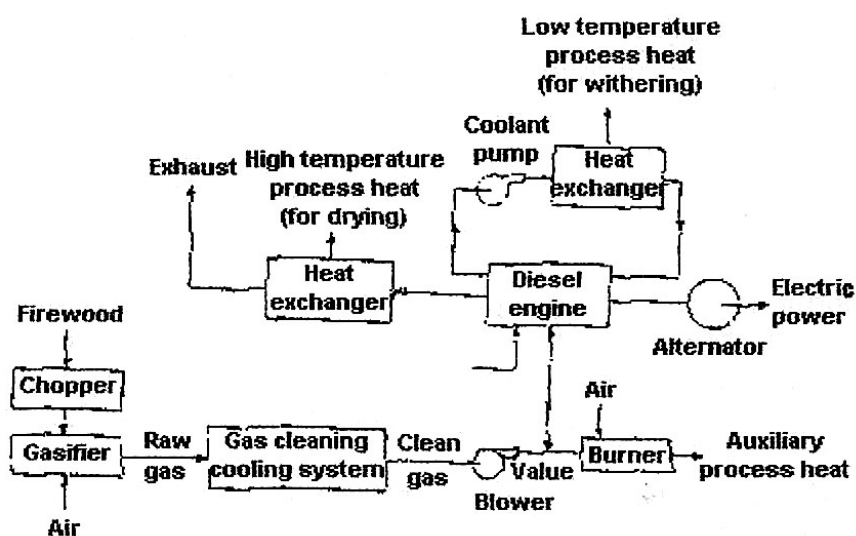 Low temperature
process heat
(for withering)
Coolant
pump
Heat
exchanger
Exhaust
High temperature
process heat
(for drying)
Heat
exchanger
Diesel
engine
Electric
power
Alternator
Firewood
Chopper
Gasifier
Air
Raw
gas
Gas cleaning
cooling system
Clean
gas
Blower
Value
Air
Burner
Auxiliary
process heat